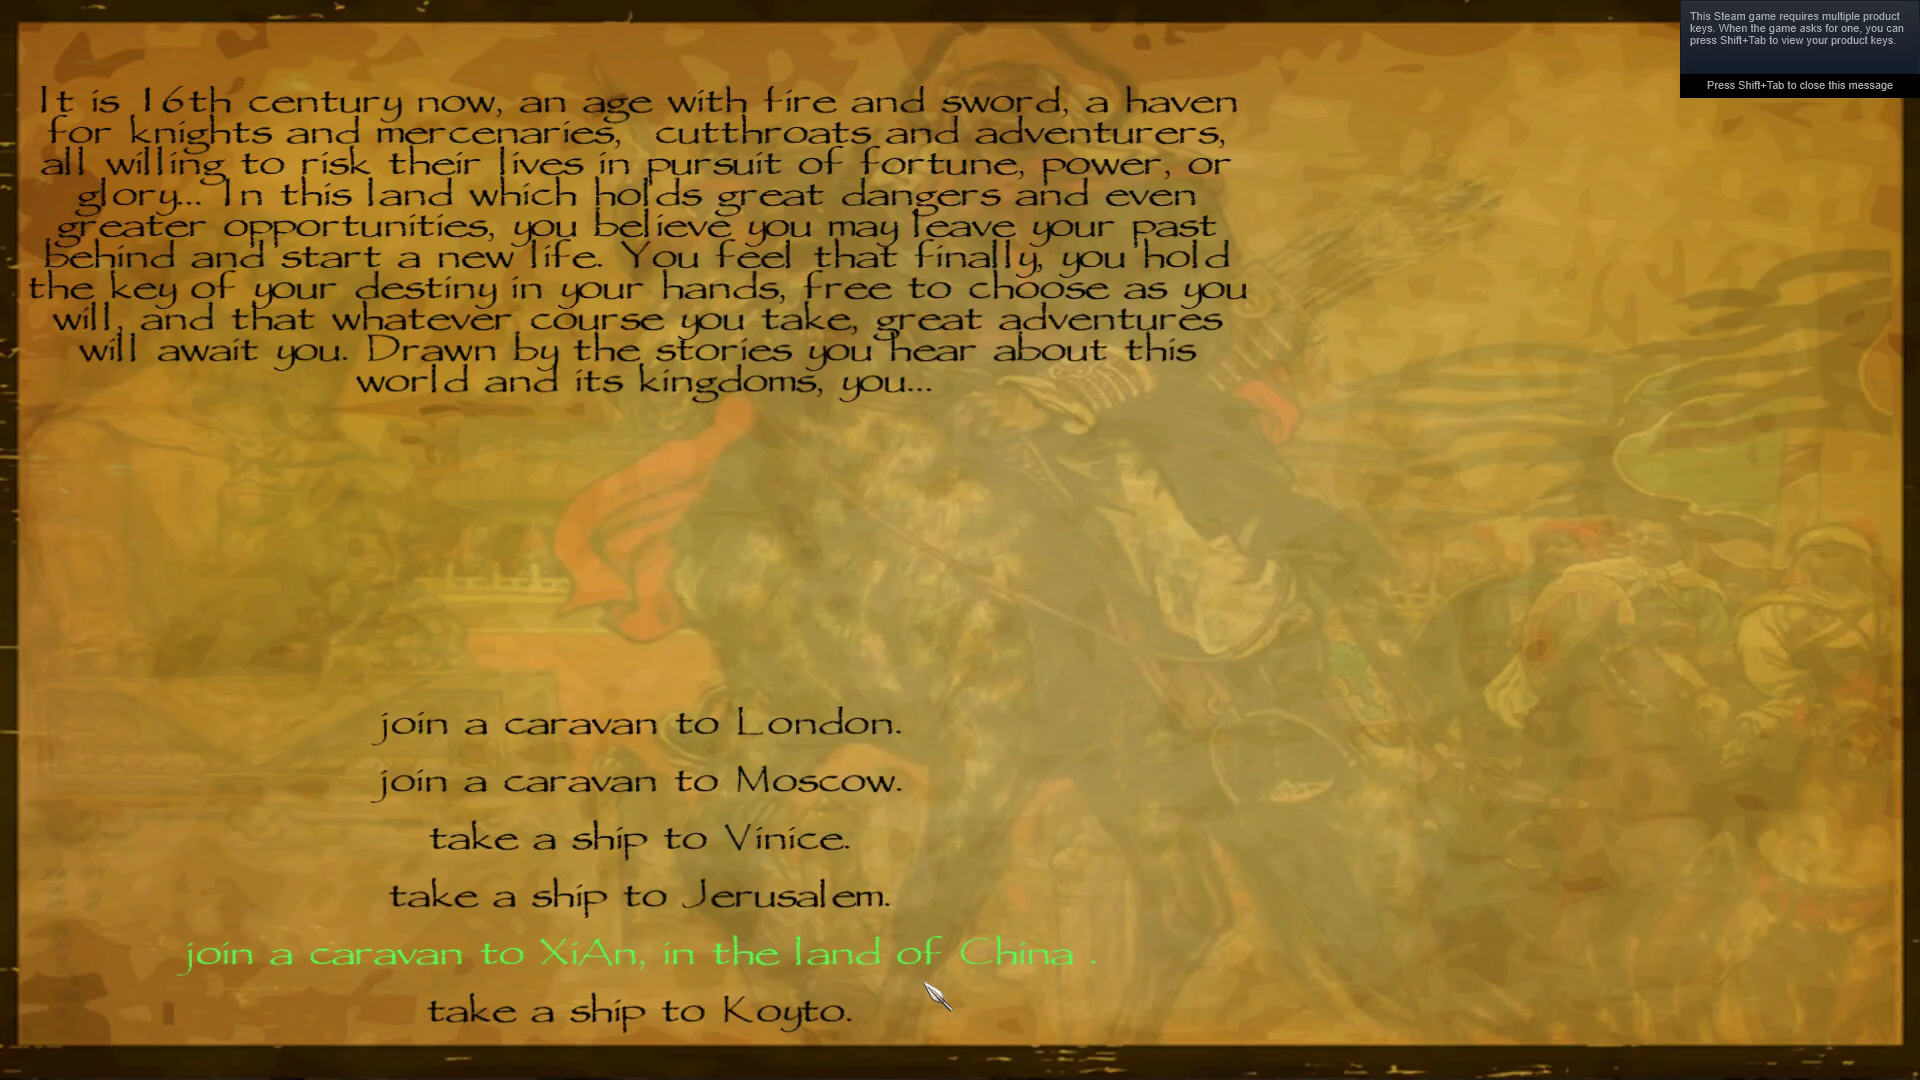 This Steam game requires multiple product
keys. When the game asks for one, you can
press Shift+Tab to view your product keys.
Press Shift+Tab to close this message
It is 16th century now, an age with fire and sword, a haven
for knights and mercenaries, cutthroats and adventurers,
all willing to risk their lives in pursuit of fortune, power, or
glory... In this land which holds great dangers and even
greater opportunities, you believe you may leave your past
behind and start a new life. You feel that finally, you hold
the key of your destiny in your hands, free to choose as you
will, and that whatever course you take, great adventures
will await you. Drawn by the stories you hear about this
world and its kingdoms, you...
join a caravan to London.
join a caravan to Moscow.
take a ship to Vinice.
take a ship to Jerusalem.
join a caravan to XiAn, in the land of China .
take a ship to Koyto.